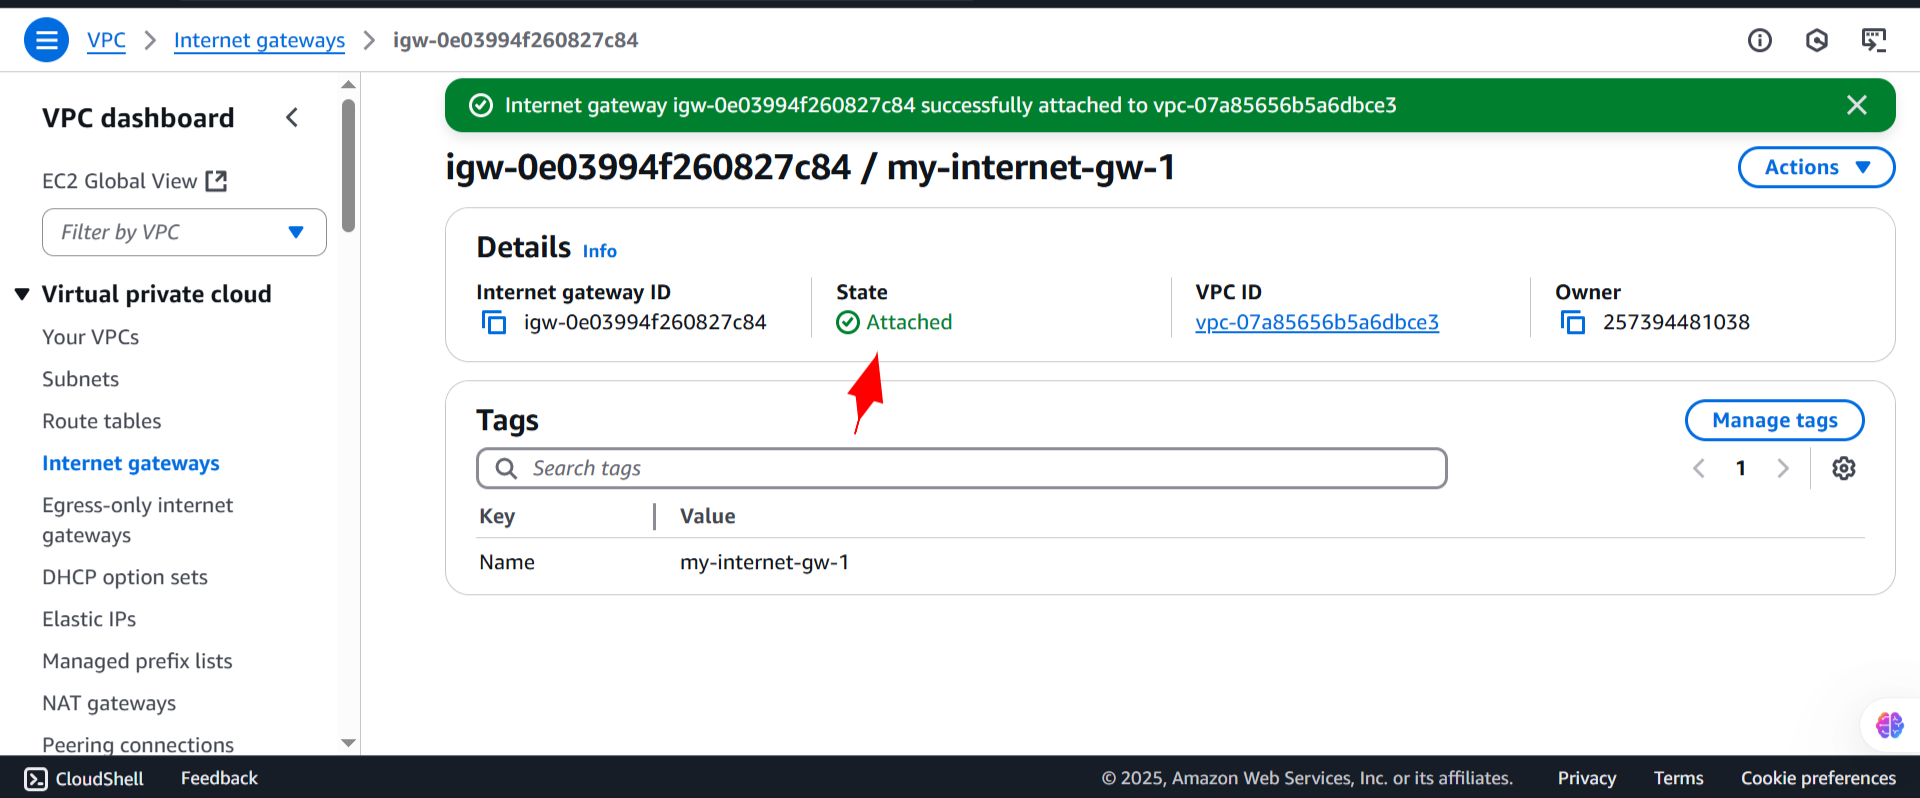 VPC > Internet gateways > igw-0e03994f260827c84
VPC dashboard
EC2 Global View
Filter by VPC
Virtual private cloud
Your VPCs
Subnets
Route tables
Internet gateways
Egress-only internet
gateways
DHCP option sets
Elastic IPs
Managed prefix lists
NAT gateways
Peering connections
Internet gateway igw-0e03994f260827c84 successfully attached to vpc-07a85656b5a6dbce3
igw-0e03994f260827c84 / my-internet-gw-1
Actions
Details Info
Internet gateway ID
igw-0e03994f260827c84
State
Attached
VPC ID
vpc-07a85656b5a6dbce3
Owner
257394481038
Tags
Manage tags
Search tags
1
Key Value
Name my-internet-gw-1
CloudShell Feedback © 2025, Amazon Web Services, Inc. or its affiliates. Privacy Terms Cookie preferences